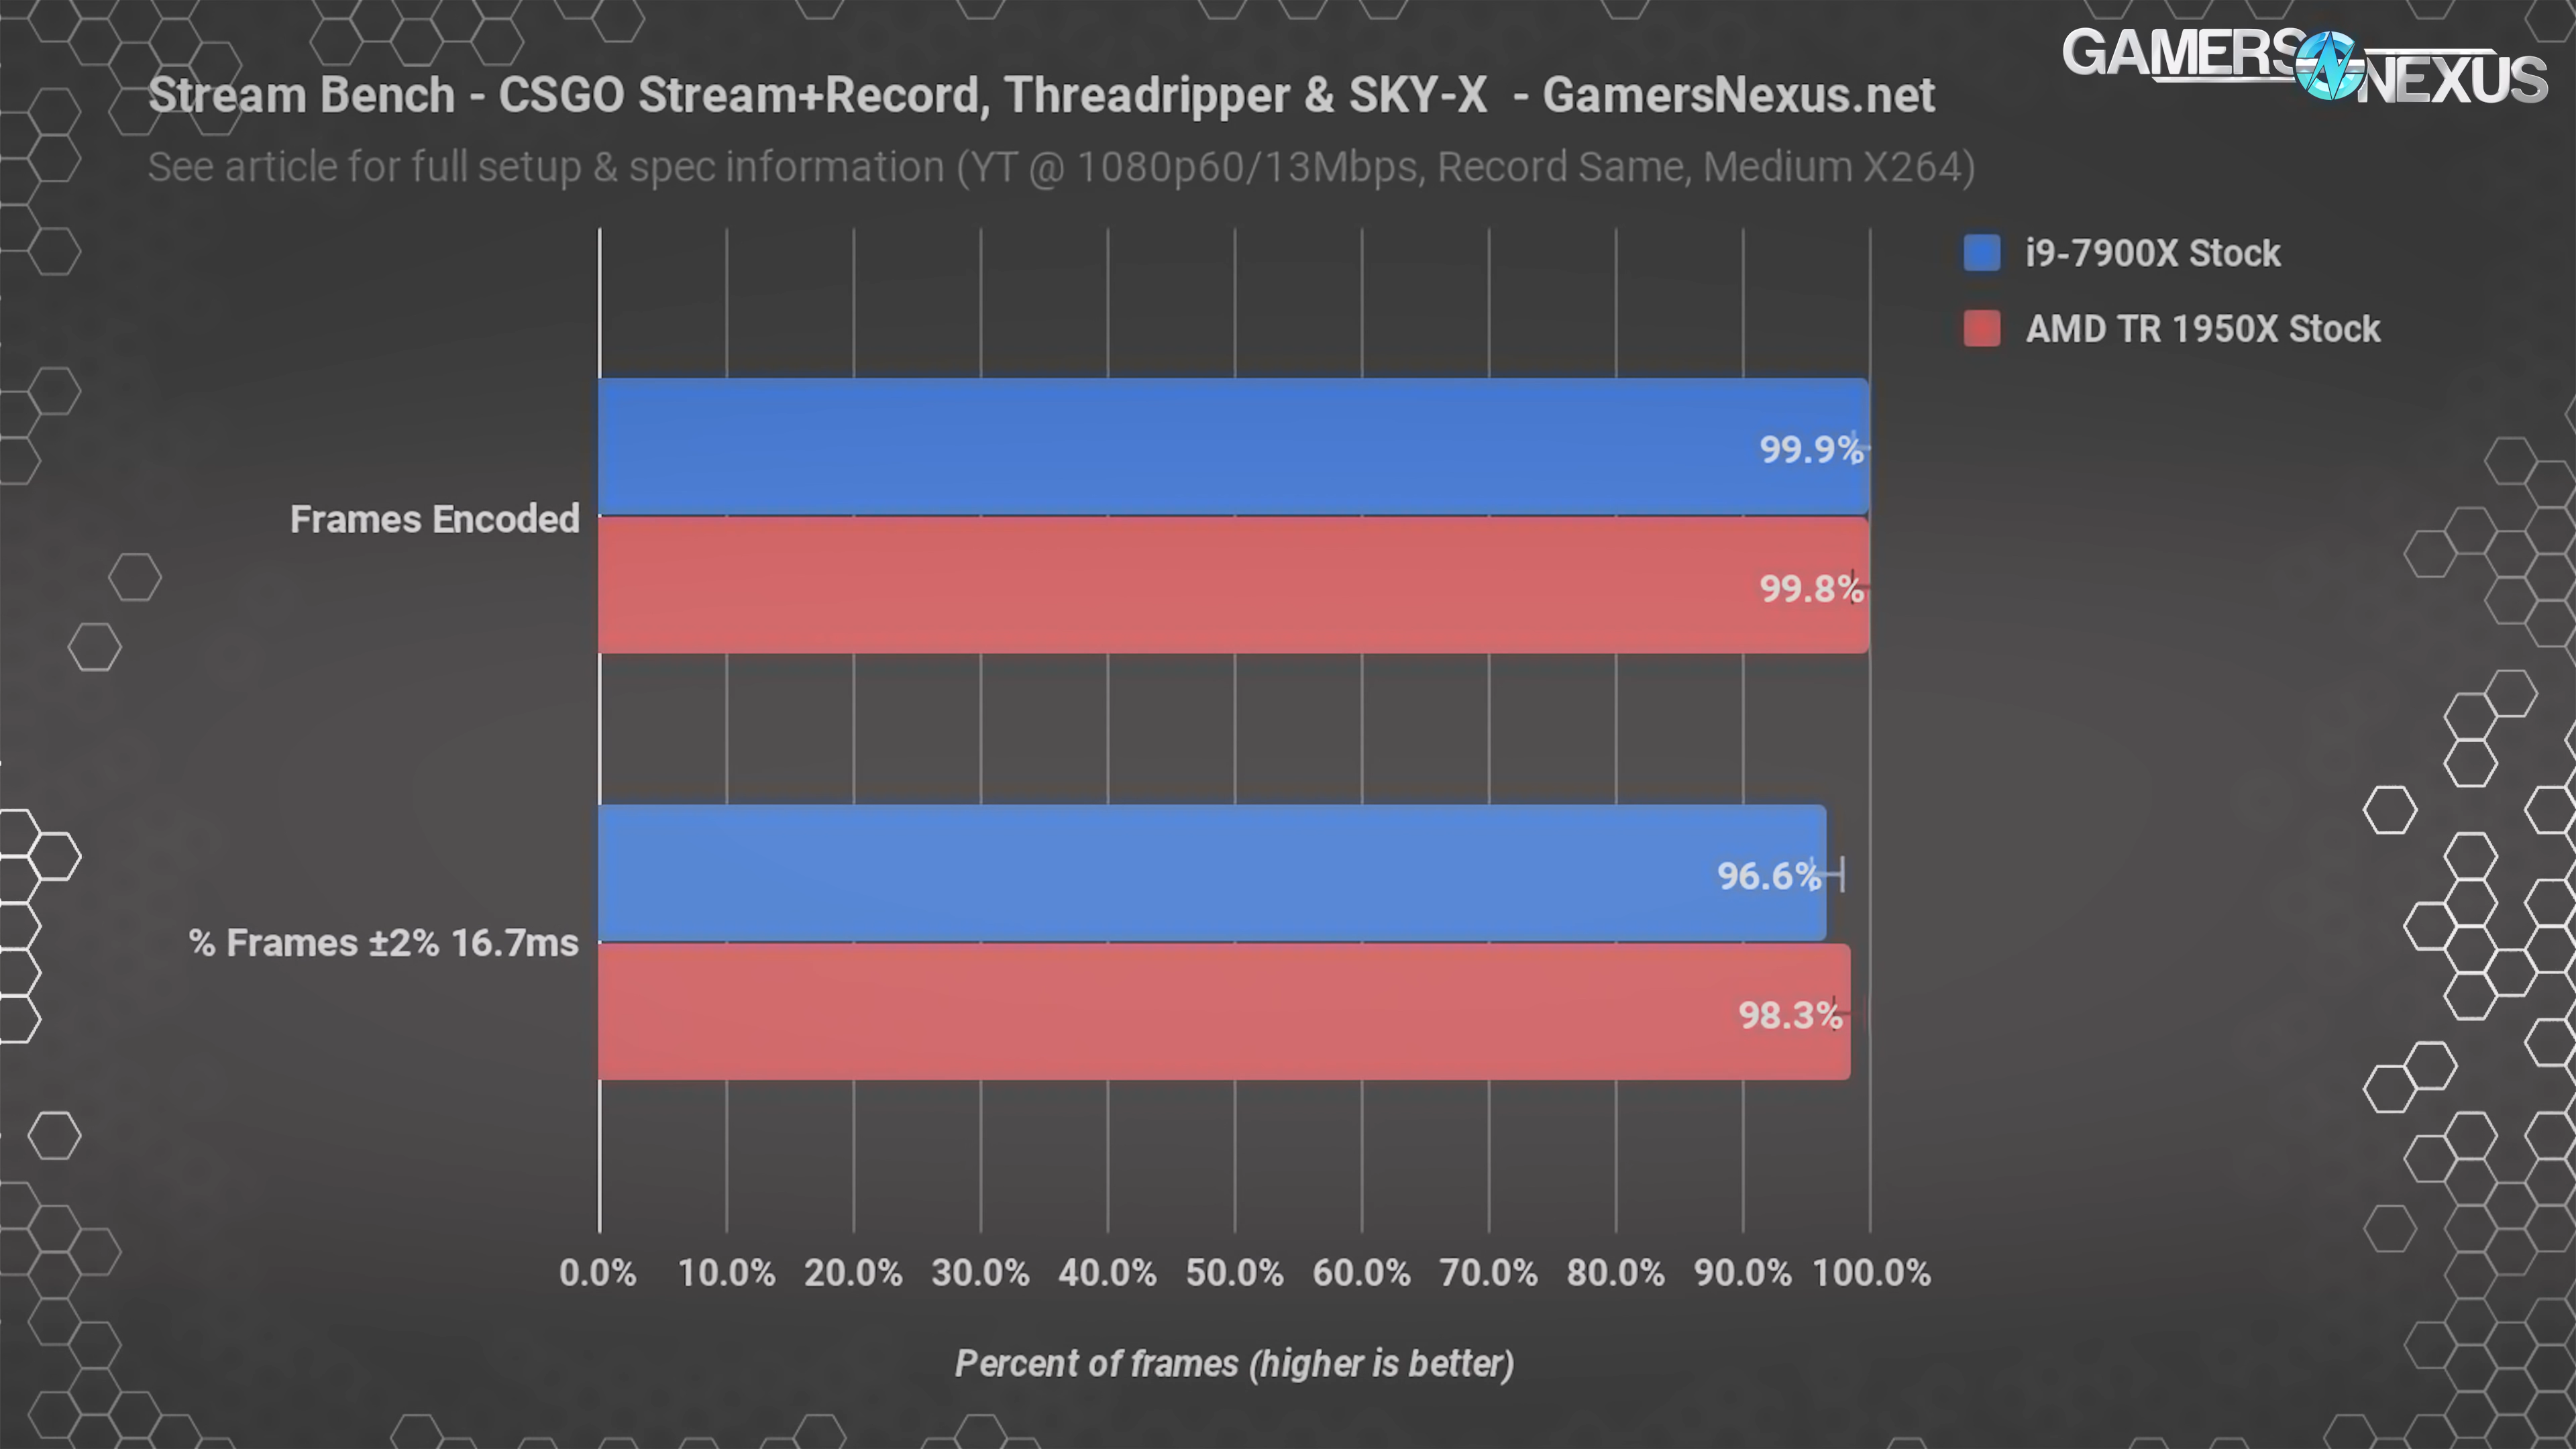 GAMERS NEXUS
Stream Bench - CSGO Stream+Record, Threadripper & SKY-X - GamersNexus.net
See article for full setup & spec information (YT @ 1080p60/13Mbps, Record Same, Medium X264)
i9-7900X Stock
AMD TR 1950X Stock
Frames Encoded
99.9%
99.8%
% Frames ±2% 16.7ms
96.6%
98.3%
0.0% 10.0% 20.0% 30.0% 40.0% 50.0% 60.0% 70.0% 80.0% 90.0% 100.0%
Percent of frames (higher is better)